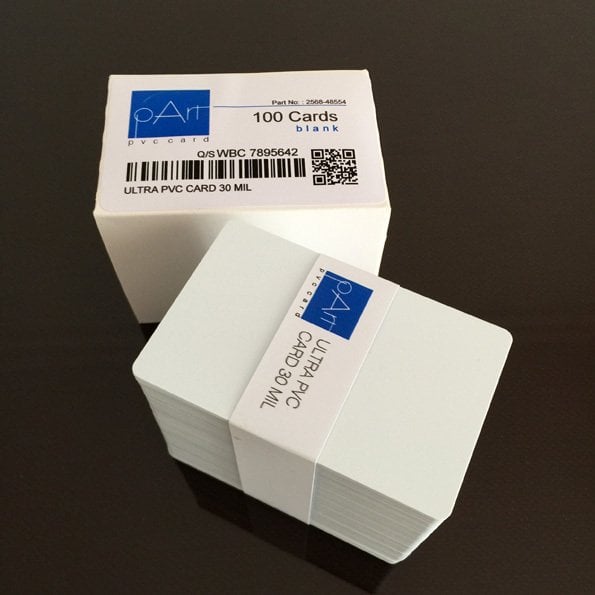 pArt
pvccard
Part No. : 2568-48554
100 Cards
blank
Q/S WBC 7895642
ULTRA PVC CARD 30 MIL
pArt
pvccard
ULTRA PVC
CARD 30 MIL